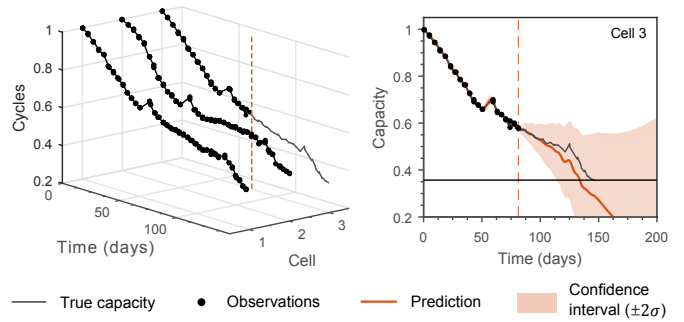 1
0.8
0.6
0.4
0.2
Cycles
0
50
100
Time (days)
1
2
3
Cell
Cell 3
1.0
0.8
0.6
0.4
0.2
Capacity
0
50
100
150
200
Time (days)
True capacity
Observations
Prediction
Confidence
interval (±2σ)